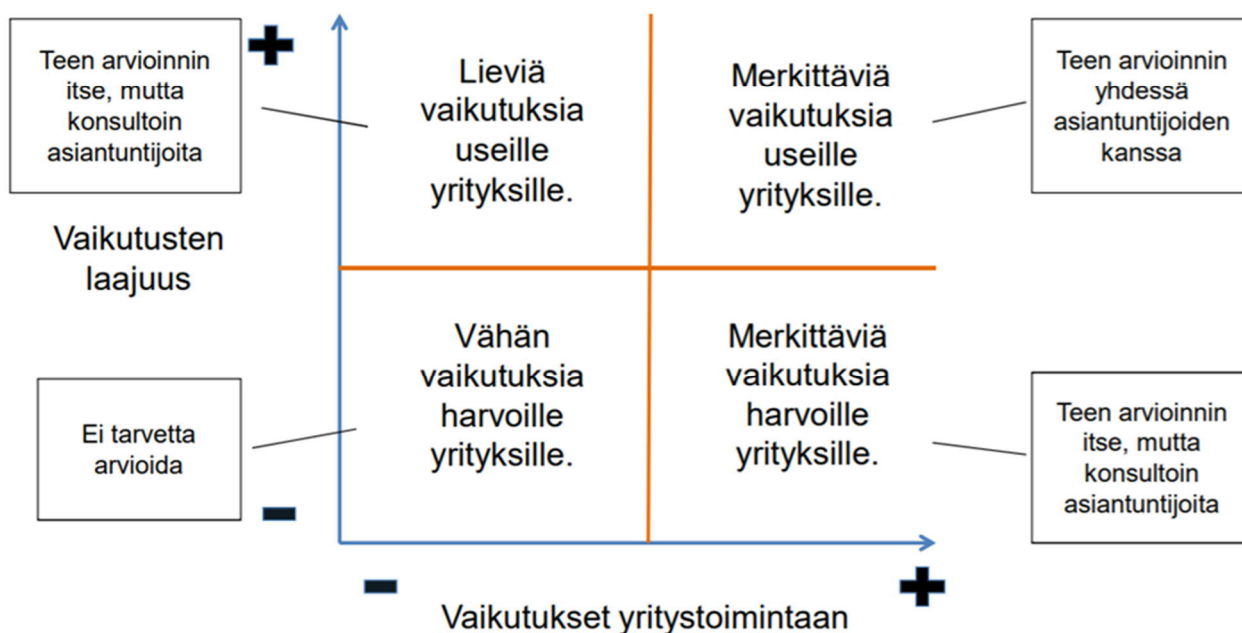 Teen arvioinnin
itse, mutta
konsultoin
asiantuntijoita
+
Lieviä
vaikutuksia
useille
yrityksille.
Merkittäviä
vaikutuksia
useille
yrityksille.
Teen arvioinnin
yhdessä
asiantuntijoiden
kanssa
Vaikutusten
laajuus
Ei tarvetta
arvioida
-
Vähän
vaikutuksia
harvoille
yrityksille.
Merkittäviä
vaikutuksia
harvoille
yrityksille.
Teen arvioinnin
itse, mutta
konsultoin
asiantuntijoita
-
+
Vaikutukset yritystoimintaan